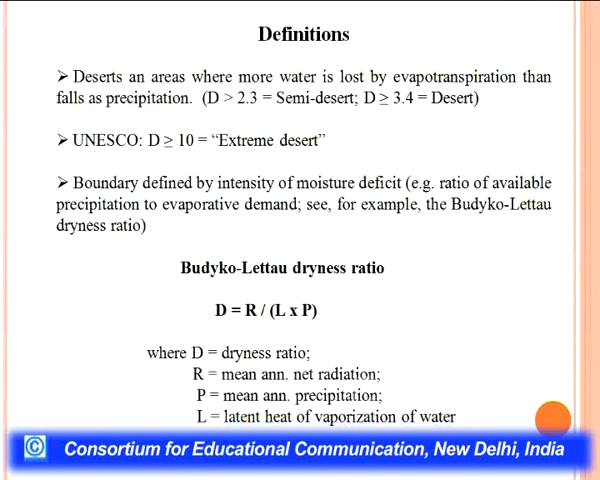 Definitions
➤ Deserts an areas where more water is lost by evapotranspiration than
falls as precipitation. (D > 2.3 = Semi-desert; D ≥ 3.4 = Desert)
➤ UNESCO: D ≥ 10 = “Extreme desert”
➤ Boundary defined by intensity of moisture deficit (e.g. ratio of available
precipitation to evaporative demand; see, for example, the Budyko-Lettau
dryness ratio)
Budyko-Lettau dryness ratio
D = R / (L x P)
where D = dryness ratio;
R = mean ann. net radiation;
P = mean ann. precipitation;
L = latent heat of vaporization of water
© Consortium for Educational Communication, New Delhi, India